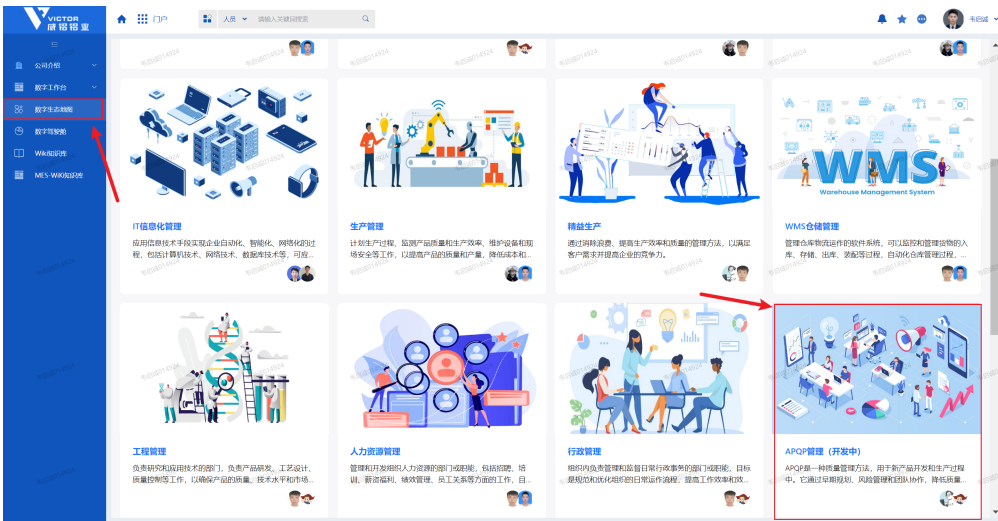 VICTOR
威铝铝业
门户
人员
请输入关键词搜索
韦启诚
公司介绍
数字工作台
数字生态地图
数字驾驶舱
Wiki知识库
MES-WiKi知识库
WMS
Warehouse Management System
IT信息化管理
应用信息技术手段实现企业自动化、智能化、网络化的过
程，包括计算机技术、网络技术、数据库技术等，可应...
生产管理
计划生产过程、监测产品质量和生产效率、维护设备和现
场安全等工作，以提高产品的质量和产量、降低成本和...
精益生产
通过消除浪费、提高生产效率和质量的管理方法，以满足
客户需求并提高企业的竞争力。
WMS仓储管理
管理仓库物流运作的软件系统，可以监控和管理货物的入
库、存储、出库、装配等过程，自动化仓库管理过程，...
工程管理
负责研究和应用技术的部门，负责产品研发、工艺设计、
质量控制等工作，以确保产品的质量、技术水平和市场...
人力资源管理
管理和开发组织人力资源的部门或职能，包括招聘、培
训、薪资福利、绩效管理、员工关系等方面的工作，目...
行政管理
组织内负责管理和监督日常行政事务的部门或职能，目标
是规范和优化组织的日常运作流程，提高工作效率和效...
APQP管理（开发中）
APQP是一种质量管理方法，用于新产品开发和生产过程
中。它通过早期规划、风险管理和团队协作，降低质量...